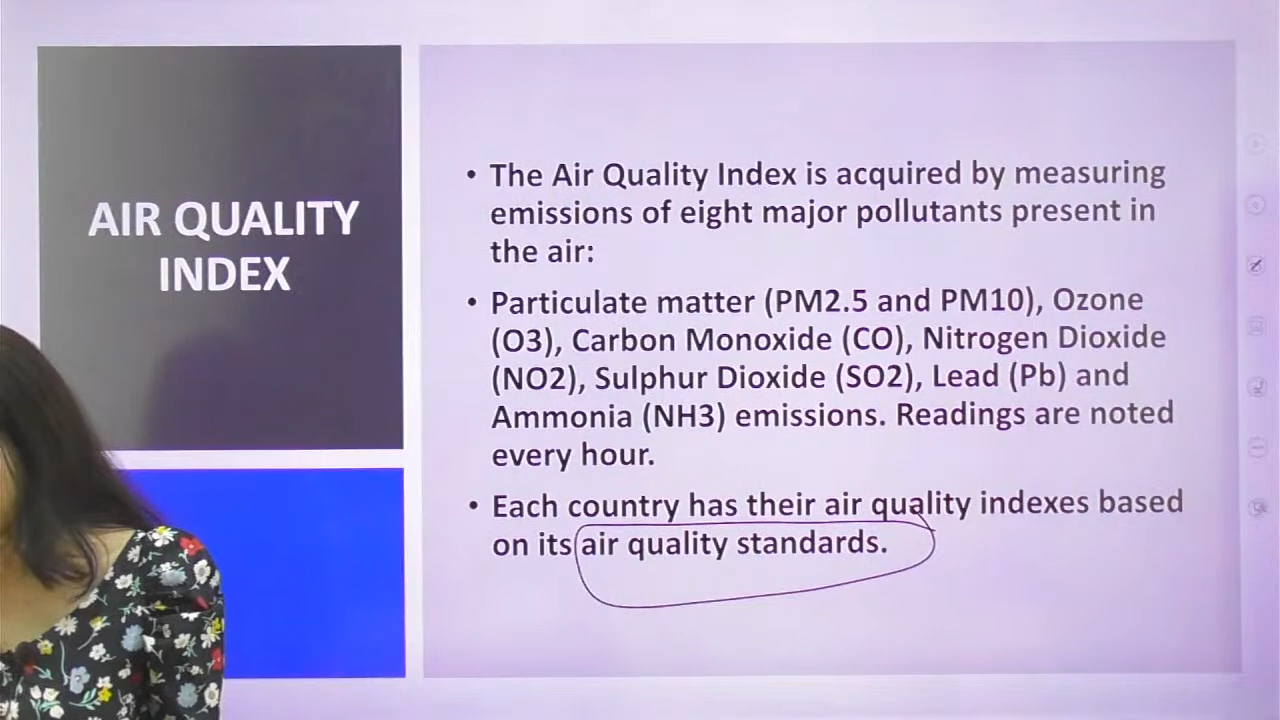 AIR QUALITY
INDEX
• The Air Quality Index is acquired by measuring
emissions of eight major pollutants present in
the air:
• Particulate matter (PM2.5 and PM10), Ozone
(O3), Carbon Monoxide (CO), Nitrogen Dioxide
(NO2), Sulphur Dioxide (SO2), Lead (Pb) and
Ammonia (NH3) emissions. Readings are noted
every hour.
• Each country has their air quality indexes based
on its air quality standards.